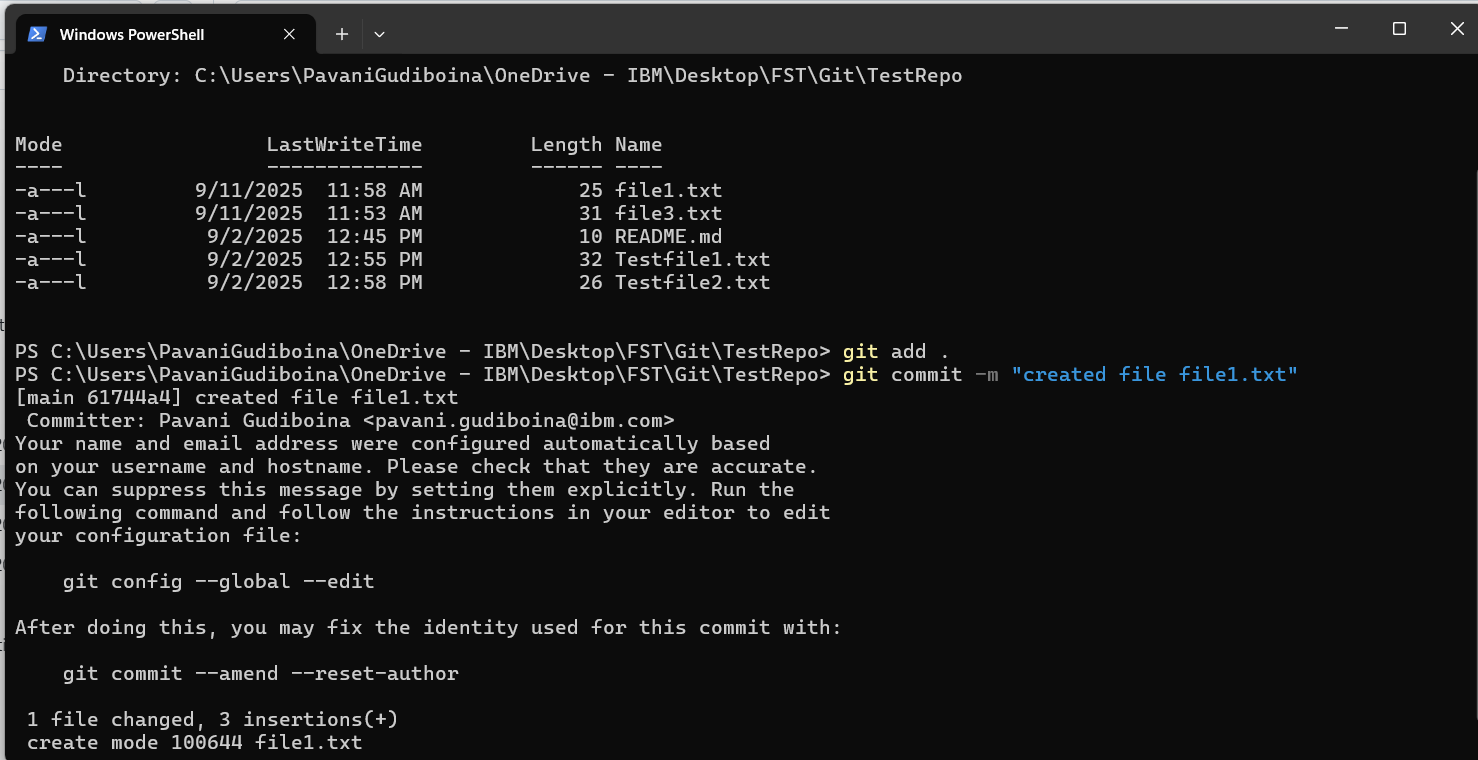 Windows PowerShell
Directory: C:\Users\PavaniGudiboina\OneDrive - IBM\Desktop\FST\Git\TestRepo
Mode                 LastWriteTime         Length Name
----                 -------------         ------ ----
-a---l         9/11/2025  11:58 AM             25 file1.txt
-a---l         9/11/2025  11:53 AM             31 file3.txt
-a---l          9/2/2025  12:45 PM             10 README.md
-a---l          9/2/2025  12:55 PM             32 Testfile1.txt
-a---l          9/2/2025  12:58 PM             26 Testfile2.txt
PS C:\Users\PavaniGudiboina\OneDrive - IBM\Desktop\FST\Git\TestRepo> git add .
PS C:\Users\PavaniGudiboina\OneDrive - IBM\Desktop\FST\Git\TestRepo> git commit -m "created file file1.txt"
[main 61744a4] created file file1.txt
Committer: Pavani Gudiboina <pavani.gudiboina@ibm.com>
Your name and email address were configured automatically based
on your username and hostname. Please check that they are accurate.
You can suppress this message by setting them explicitly. Run the
following command and follow the instructions in your editor to edit
your configuration file:
git config --global --edit
After doing this, you may fix the identity used for this commit with:
git commit --amend --reset-author
1 file changed, 3 insertions(+)
create mode 100644 file1.txt